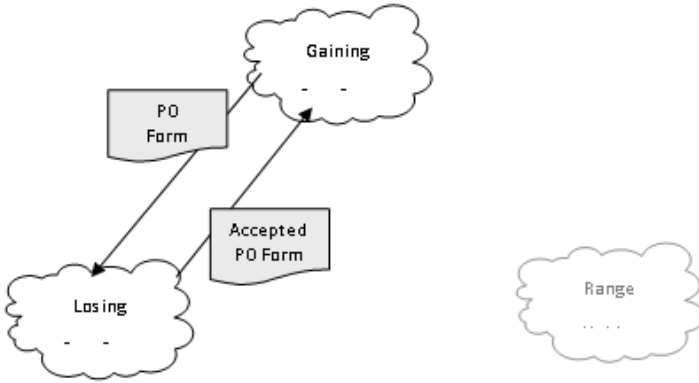 Gaining
PO
Form
Accepted
PO Form
Losing
Range